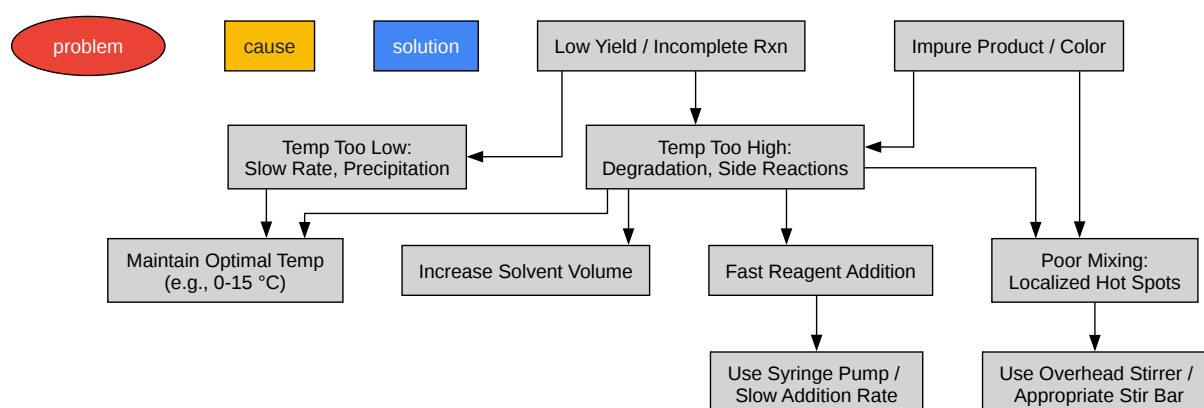 problem
cause
solution
Low Yield / Incomplete Rxn
Impure Product / Color
Temp Too Low:
Slow Rate, Precipitation
Temp Too High:
Degradation, Side Reactions
Maintain Optimal Temp
(e.g., 0-15 °C)
Increase Solvent Volume
Fast Reagent Addition
Poor Mixing:
Localized Hot Spots
Use Syringe Pump /
Slow Addition Rate
Use Overhead Stirrer /
Appropriate Stir Bar